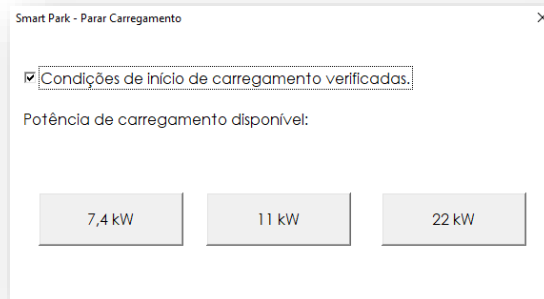 Smart Park - Parar Carregamento
Condições de início de carregamento verificadas.
Potência de carregamento disponível:
7,4 kW
11 kW
22 kW